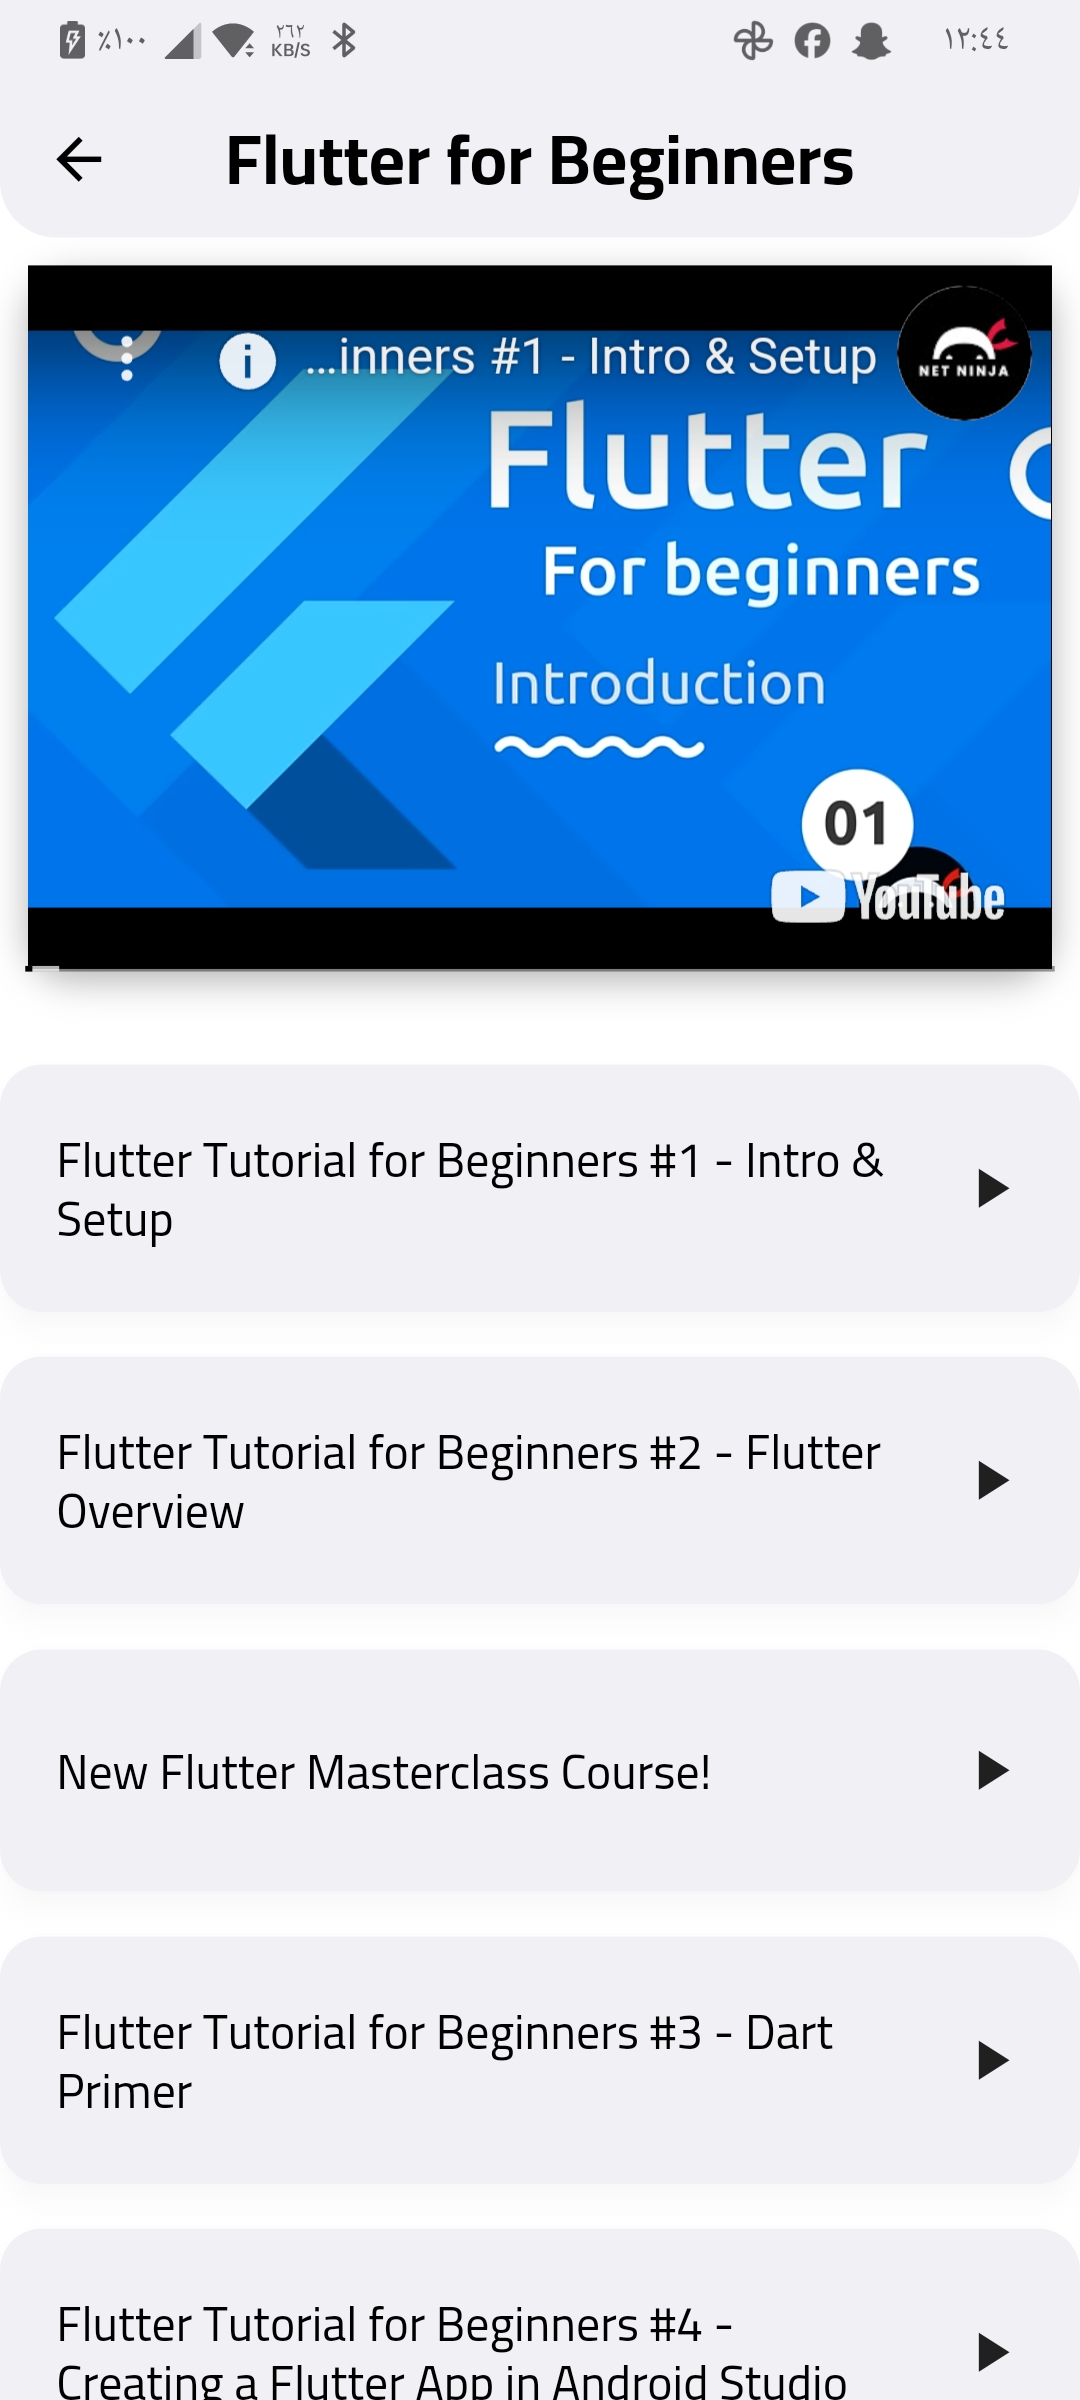 ٪١٠٠ ٢٦٢ KB/S ١٢:٤٤
Flutter for Beginners
...inners #1 - Intro & Setup
NET NINJA
Flutter
For beginners
Introduction
01
YouTube
Flutter Tutorial for Beginners #1 - Intro &
Setup
Flutter Tutorial for Beginners #2 - Flutter
Overview
New Flutter Masterclass Course!
Flutter Tutorial for Beginners #3 - Dart
Primer
Flutter Tutorial for Beginners #4 -
Creating a Flutter App in Android Studio